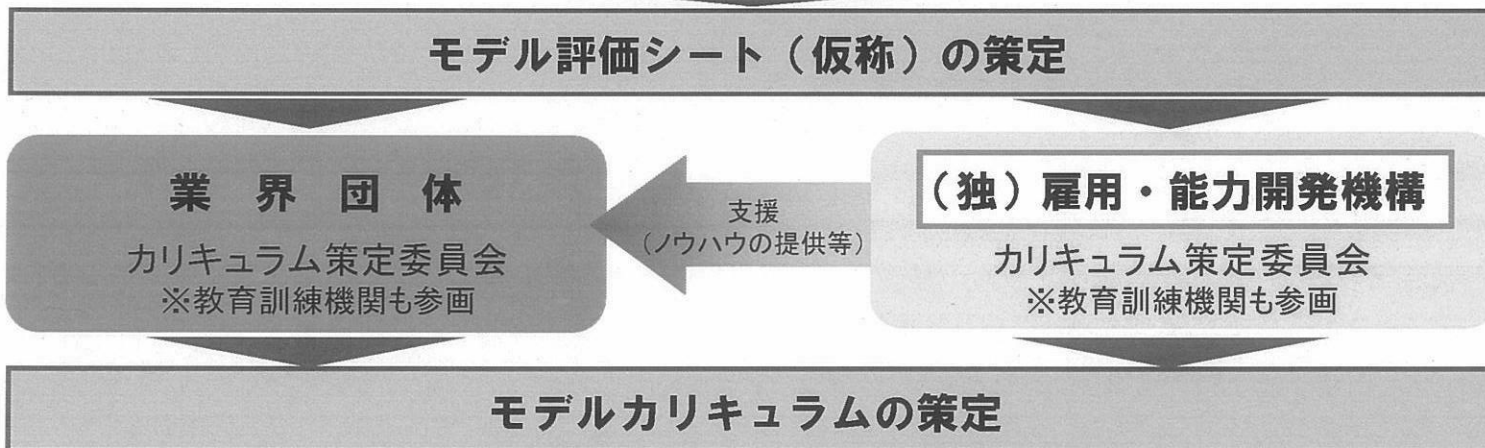 モデル評価シート（仮称）の策定
業界団体
カリキュラム策定委員会
※教育訓練機関も参画
支援
（ノウハウの提供等）
（独）雇用・能力開発機構
カリキュラム策定委員会
※教育訓練機関も参画
モデルカリキュラムの策定